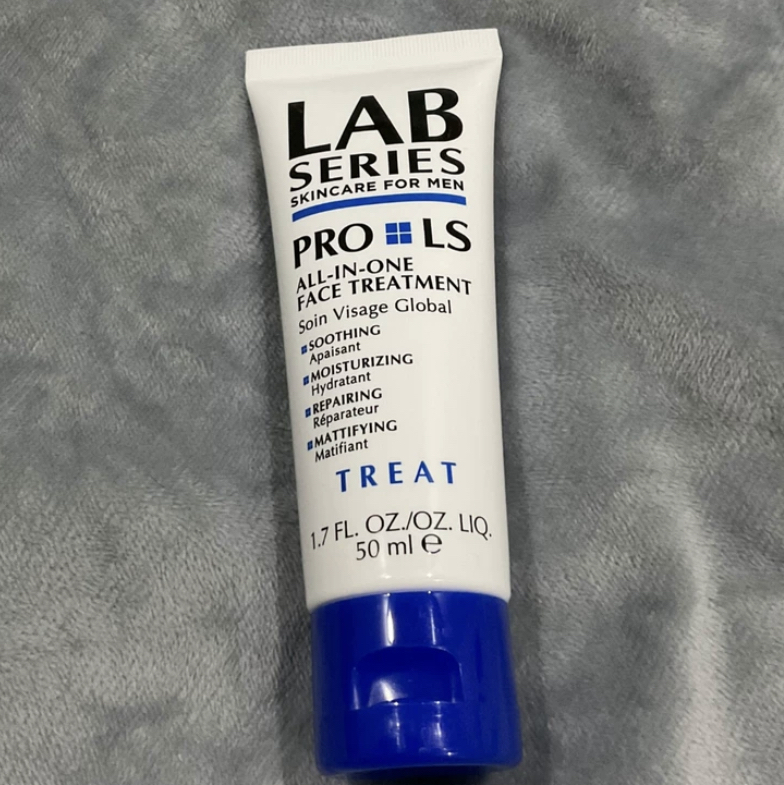 LAB
SERIES
SKINCARE FOR MEN
PRO LS
ALL-IN-ONE
FACE TREATMENT
Soin Visage Global
SOOTHING
Apaisant
MOISTURIZING
Hydratant
REPAIRING
Réparateur
MATTIFYING
Matifiant
TREAT
1.7 FL. OZ./OZ. LIQ.
50 ml ℮